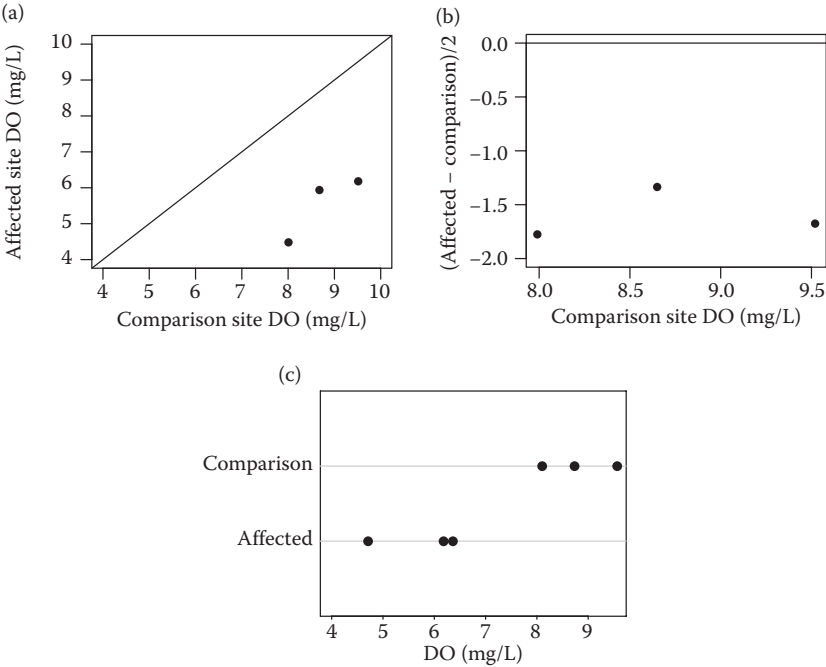 (a)
Affected site DO (mg/L)
10
9
8
7
6
5
4
4 5 6 7 8 9 10
Comparison site DO (mg/L)
(b)
(Affected – comparison)/2
0.0
–0.5
–1.0
–1.5
–2.0
8.0 8.5 9.0 9.5
Comparison site DO (mg/L)
(c)
Comparison
Affected
4 5 6 7 8 9
DO (mg/L)